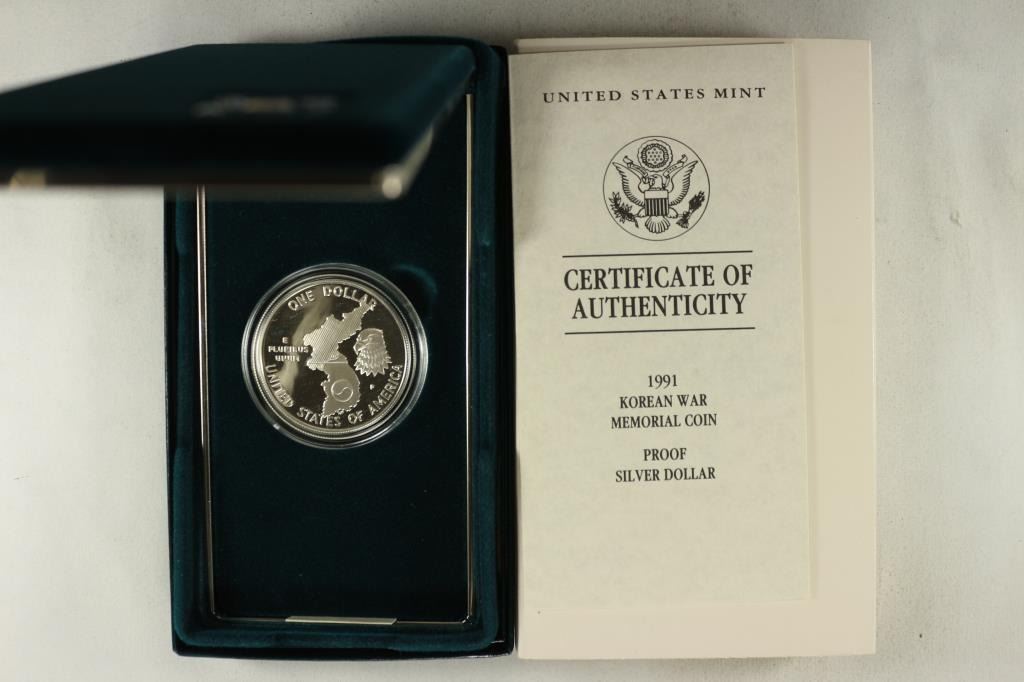 ONE DOLLAR
E
PLURIBUS
UNUM
UNITED STATES OF AMERICA
P
UNITED STATES MINT
CERTIFICATE OF
AUTHENTICITY
1991
KOREAN WAR
MEMORIAL COIN
PROOF
SILVER DOLLAR